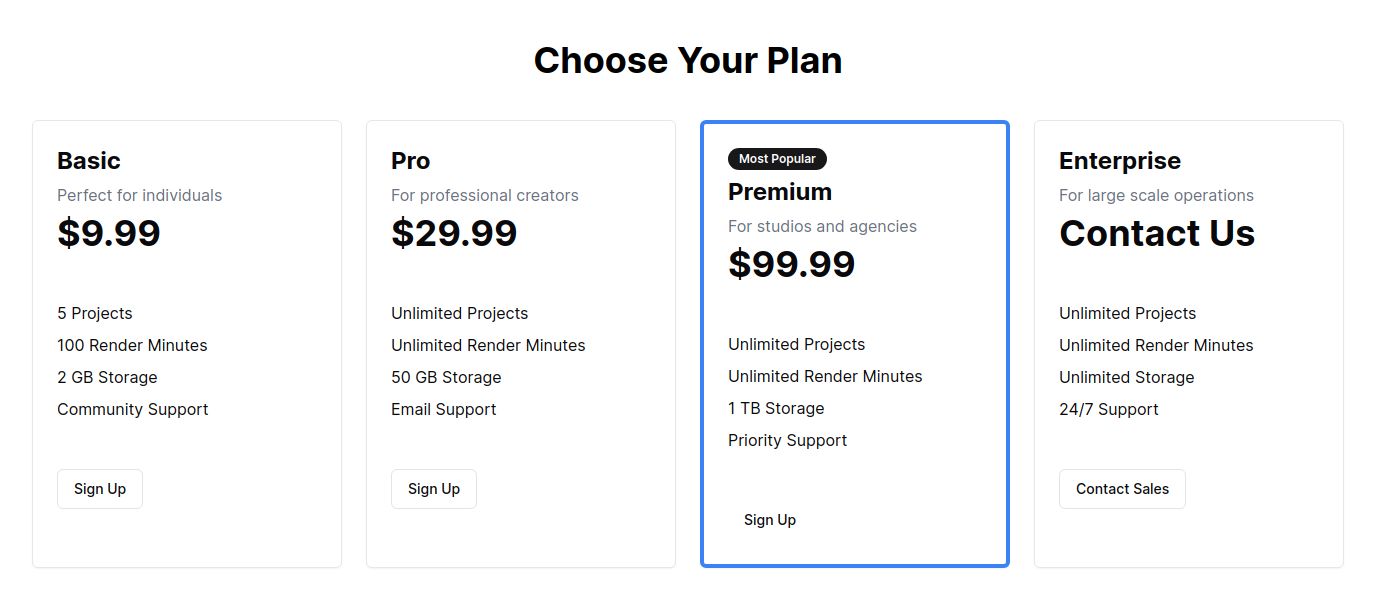 Choose Your Plan
Basic
Perfect for individuals
$9.99
5 Projects
100 Render Minutes
2 GB Storage
Community Support
Sign Up
Pro
For professional creators
$29.99
Unlimited Projects
Unlimited Render Minutes
50 GB Storage
Email Support
Sign Up
Most Popular
Premium
For studios and agencies
$99.99
Unlimited Projects
Unlimited Render Minutes
1 TB Storage
Priority Support
Sign Up
Enterprise
For large scale operations
Contact Us
Unlimited Projects
Unlimited Render Minutes
Unlimited Storage
24/7 Support
Contact Sales